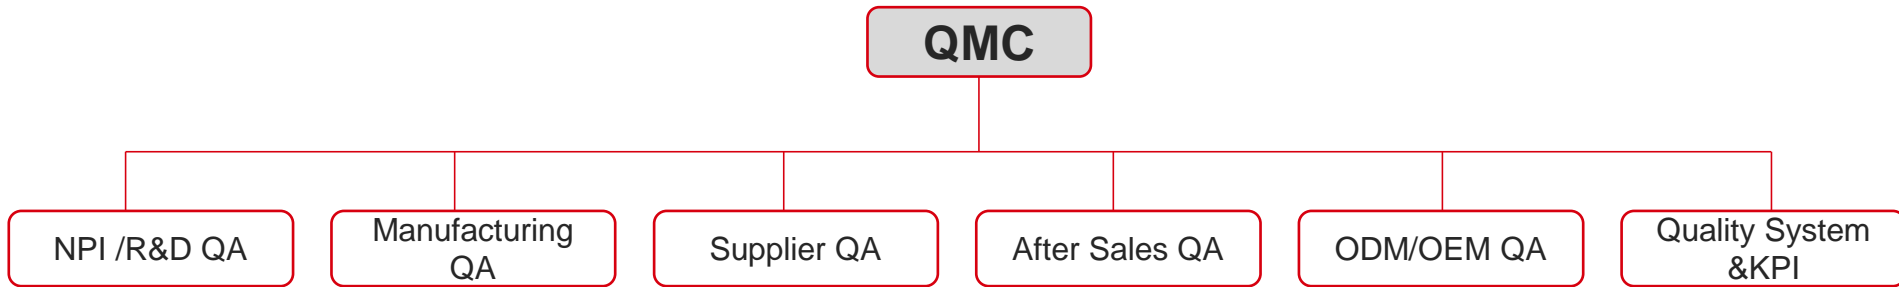 QMC
NPI /R&D QA
Manufacturing
QA
Supplier QA
After Sales QA
ODM/OEM QA
Quality System
&KPI